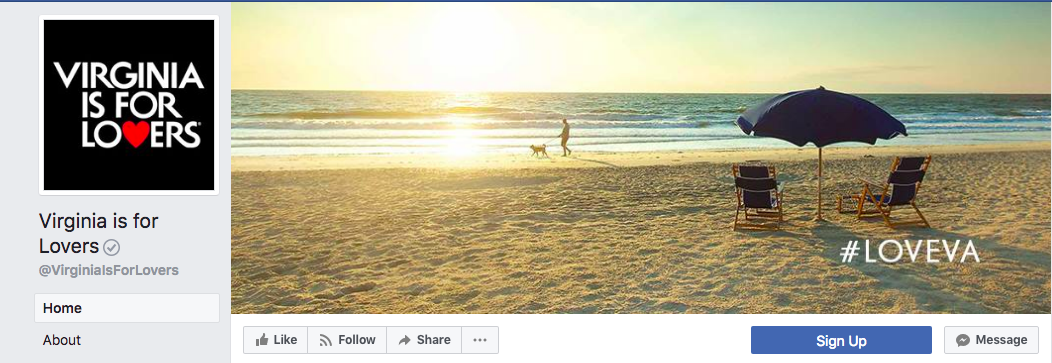 VIRGINIA
IS FOR
LOVERS®
Virginia is for
Lovers
@VirginiaIsForLovers
Home
About
#LOVEVA
Like
Follow
Share
Sign Up
Message